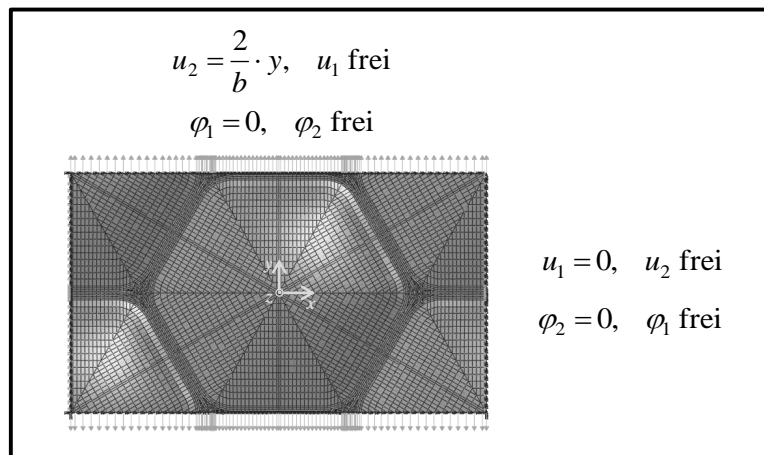 u₂ = 2/b · y, u₁ frei
φ₁ = 0, φ₂ frei
y
z x
u₁ = 0, u₂ frei
φ₂ = 0, φ₁ frei